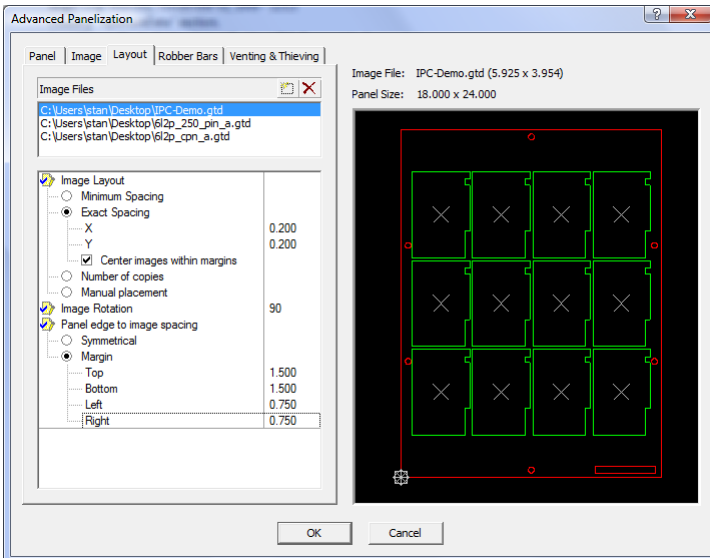 Advanced Panelization
Panel Image Layout Robber Bars Venting & Thieving
Image Files
C:\Users\stan\Desktop\IPC-Demo.gtd
C:\Users\stan\Desktop\6l2p_250_pin_a.gtd
C:\Users\stan\Desktop\6l2p_cpn_a.gtd
Image Layout
Minimum Spacing
Exact Spacing
X 0.200
Y 0.200
Center images within margins
Number of copies
Manual placement
Image Rotation 90
Panel edge to image spacing
Symmetrical
Margin
Top 1.500
Bottom 1.500
Left 0.750
Right 0.750
Image File: IPC-Demo.gtd (5.925 x 3.954)
Panel Size: 18.000 x 24.000
OK Cancel